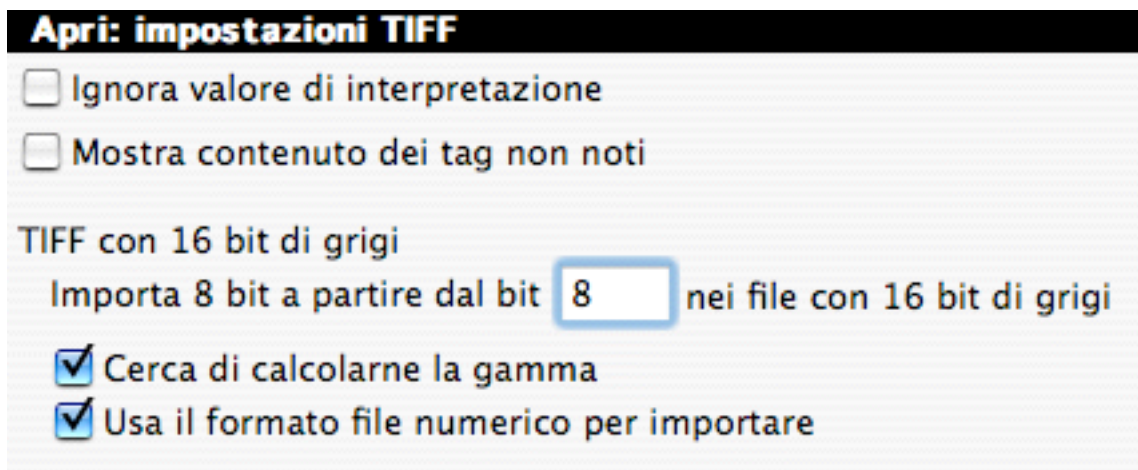 Apri: impostazioni TIFF
Ignora valore di interpretazione
Mostra contenuto dei tag non noti
TIFF con 16 bit di grigi
Importa 8 bit a partire dal bit 8 nei file con 16 bit di grigi
Cerca di calcolarne la gamma
Usa il formato file numerico per importare